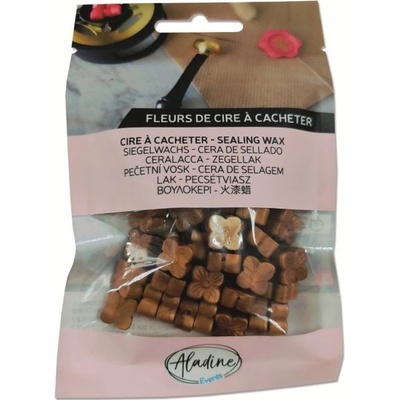 FLEURS DE CIRE À CACHETER
CIRE À CACHETER - SEALING WAX
SIEGELWACHS - CERA DE SELLADO
CERALACCA - ZEGELLAK
PEČETNÍ VOSK - CERA DE SELAGEM
LAK - PECSÉTVIASZ
ΒΟΥΛΟΚΕΡΙ - 火漆蜡
Aladine
Events